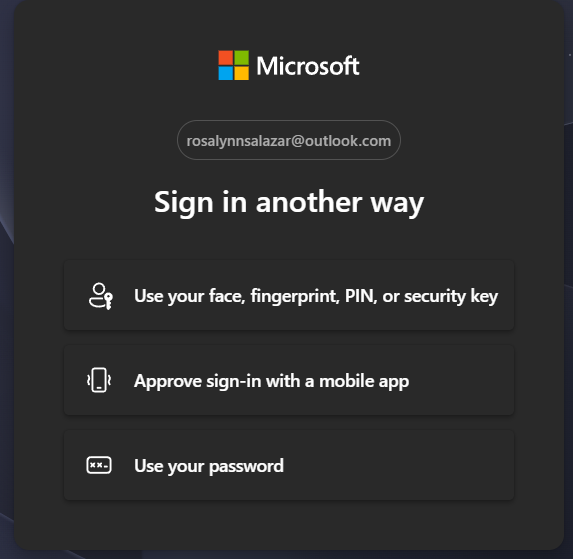 Microsoft
rosalynnsalazar@outlook.com
Sign in another way
Use your face, fingerprint, PIN, or security key
Approve sign-in with a mobile app
Use your password